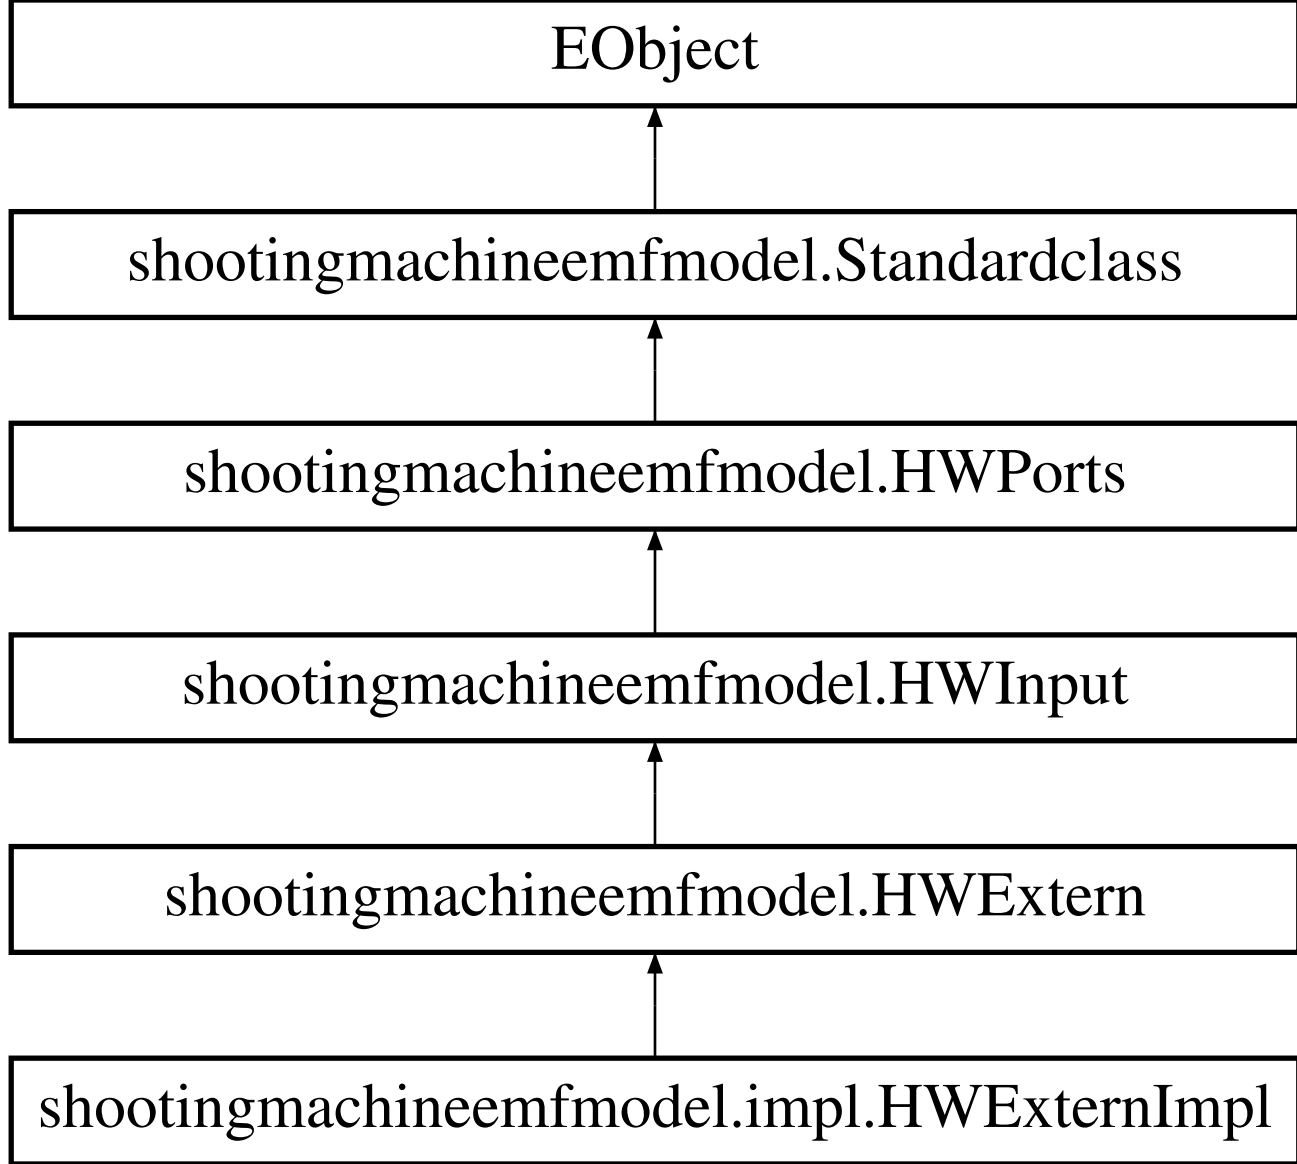 EObject
shootingmachineemfmodel.Standardclass
shootingmachineemfmodel.HWPorts
shootingmachineemfmodel.HWInput
shootingmachineemfmodel.HWExtern
shootingmachineemfmodel.impl.HWExternImpl